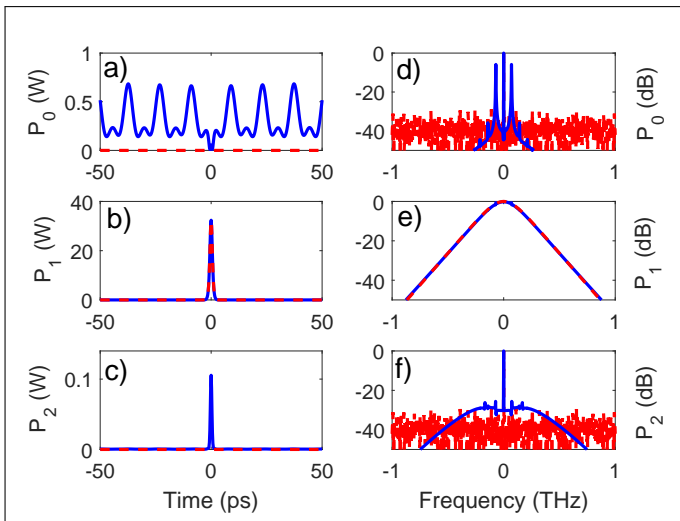 a)
P0 (W)
1
0.5
0
-50
0
50
d)
P0 (dB)
0
-20
-40
-1
0
1
b)
P1 (W)
40
20
0
-50
0
50
e)
P1 (dB)
0
-20
-40
-1
0
1
c)
P2 (W)
0.1
0
-50
0
50
Time (ps)
f)
P2 (dB)
0
-20
-40
-1
0
1
Frequency (THz)